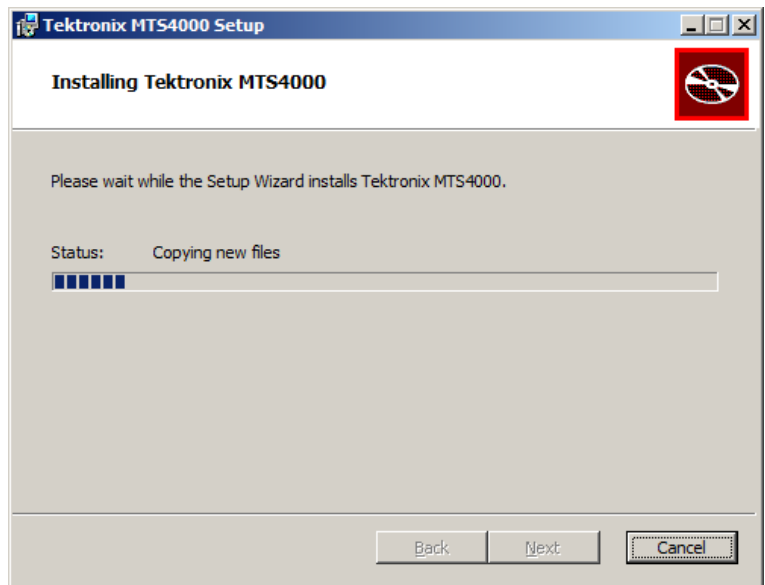 Tektronix MTS4000 Setup
Installing Tektronix MTS4000
Please wait while the Setup Wizard installs Tektronix MTS4000.
Status: Copying new files
Back Next Cancel